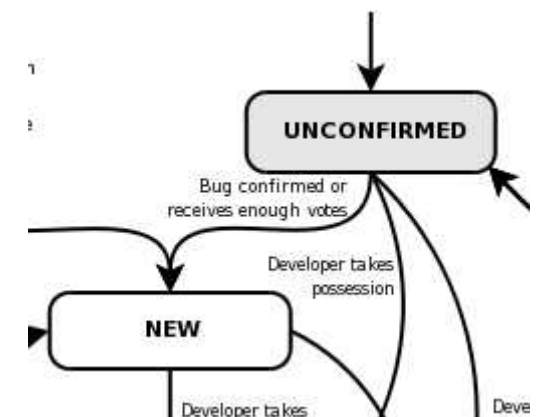 UNCONFIRMED
Bug confirmed or
receives enough votes
Developer takes
possession
NEW
Developer takes